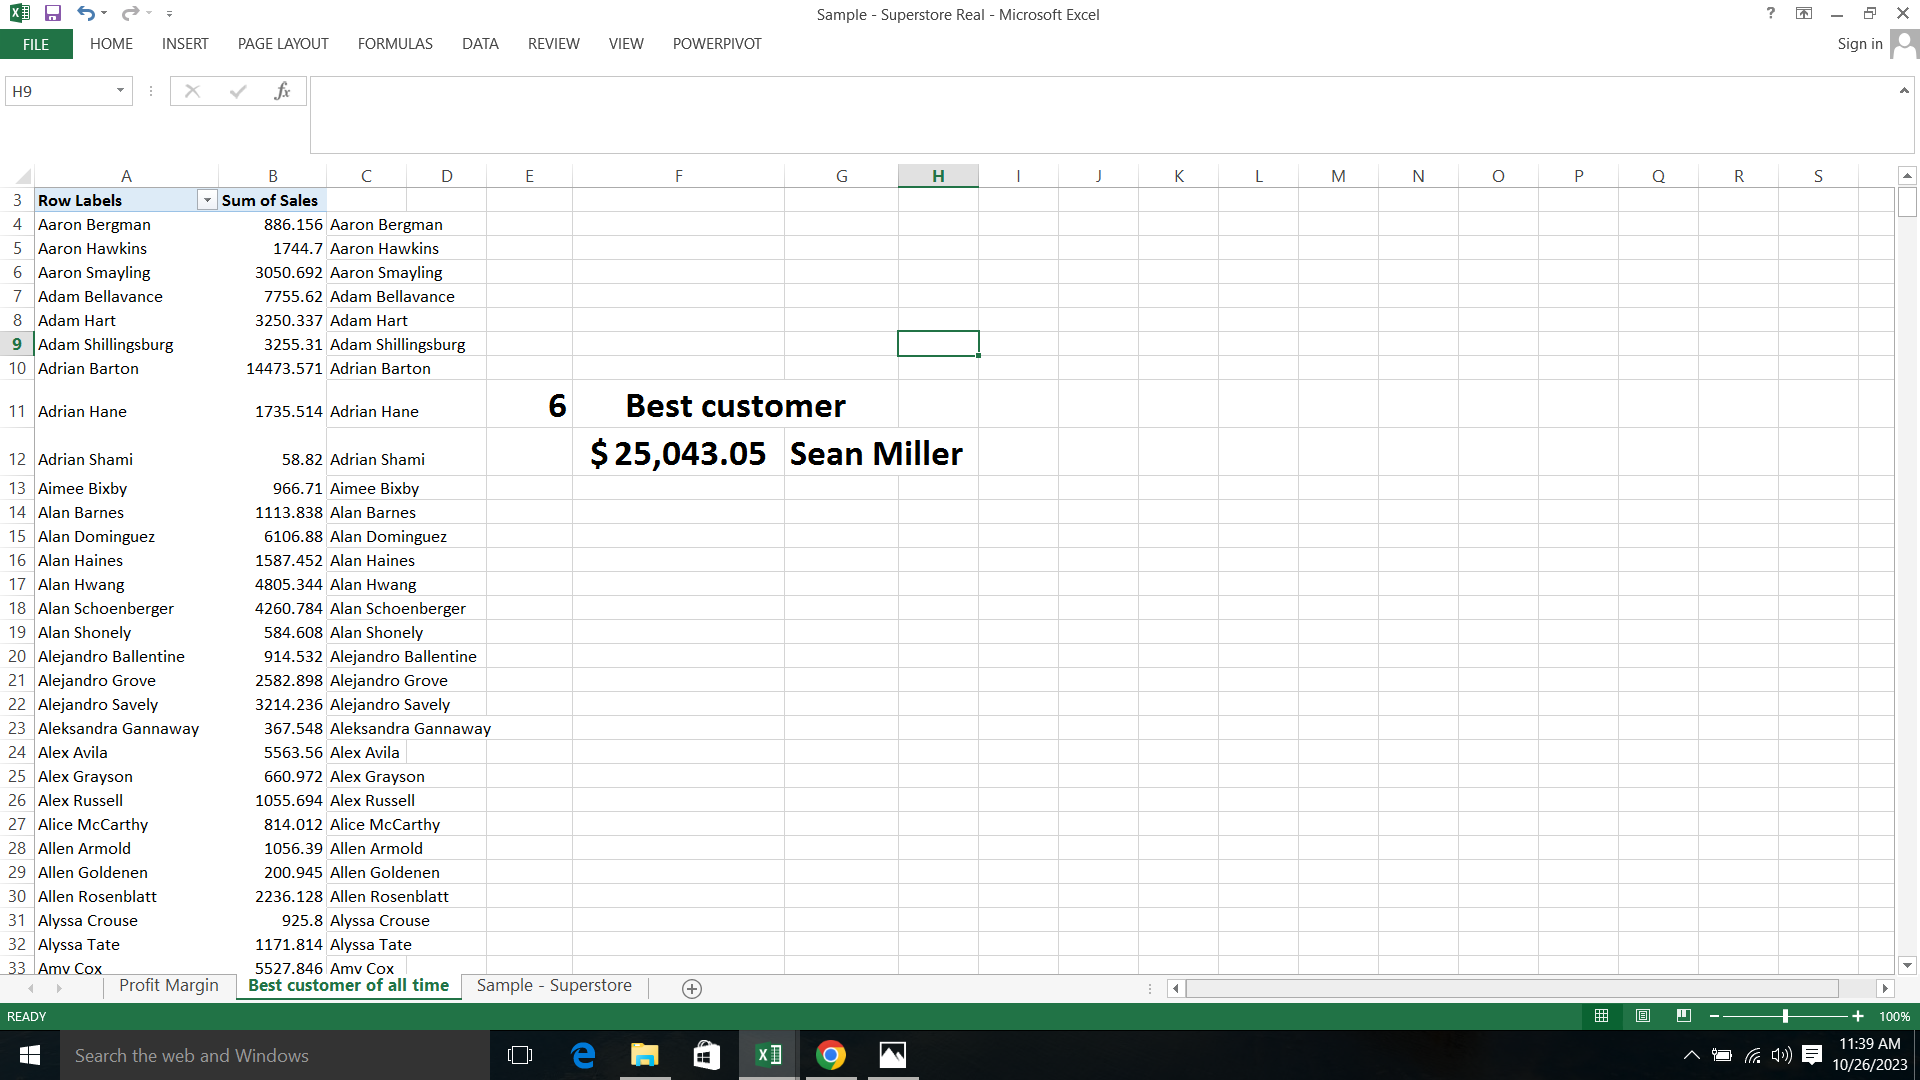 Sample - Superstore Real - Microsoft Excel
?
FILE HOME INSERT PAGE LAYOUT FORMULAS DATA REVIEW VIEW POWERPIVOT Sign in
H9 fx
A B C D E F G H I J K L M N O P Q R S
3 Row Labels Sum of Sales
4 Aaron Bergman 886.156 Aaron Bergman
5 Aaron Hawkins 1744.7 Aaron Hawkins
6 Aaron Smayling 3050.692 Aaron Smayling
7 Adam Bellavance 7755.62 Adam Bellavance
8 Adam Hart 3250.337 Adam Hart
9 Adam Shillingsburg 3255.31 Adam Shillingsburg
10 Adrian Barton 14473.571 Adrian Barton
11 Adrian Hane 1735.514 Adrian Hane 6 Best customer
12 Adrian Shami 58.82 Adrian Shami $ 25,043.05 Sean Miller
13 Aimee Bixby 966.71 Aimee Bixby
14 Alan Barnes 1113.838 Alan Barnes
15 Alan Dominguez 6106.88 Alan Dominguez
16 Alan Haines 1587.452 Alan Haines
17 Alan Hwang 4805.344 Alan Hwang
18 Alan Schoenberger 4260.784 Alan Schoenberger
19 Alan Shonely 584.608 Alan Shonely
20 Alejandro Ballentine 914.532 Alejandro Ballentine
21 Alejandro Grove 2582.898 Alejandro Grove
22 Alejandro Savely 3214.236 Alejandro Savely
23 Aleksandra Gannaway 367.548 Aleksandra Gannaway
24 Alex Avila 5563.56 Alex Avila
25 Alex Grayson 660.972 Alex Grayson
26 Alex Russell 1055.694 Alex Russell
27 Alice McCarthy 814.012 Alice McCarthy
28 Allen Armold 1056.39 Allen Armold
29 Allen Goldenen 200.945 Allen Goldenen
30 Allen Rosenblatt 2236.128 Allen Rosenblatt
31 Alyssa Crouse 925.8 Alyssa Crouse
32 Alyssa Tate 1171.814 Alyssa Tate
33 Amy Cox 5527.846 Amy Cox
Profit Margin Best customer of all time Sample - Superstore
READY 100%
Search the web and Windows 11:39 AM
10/26/2023